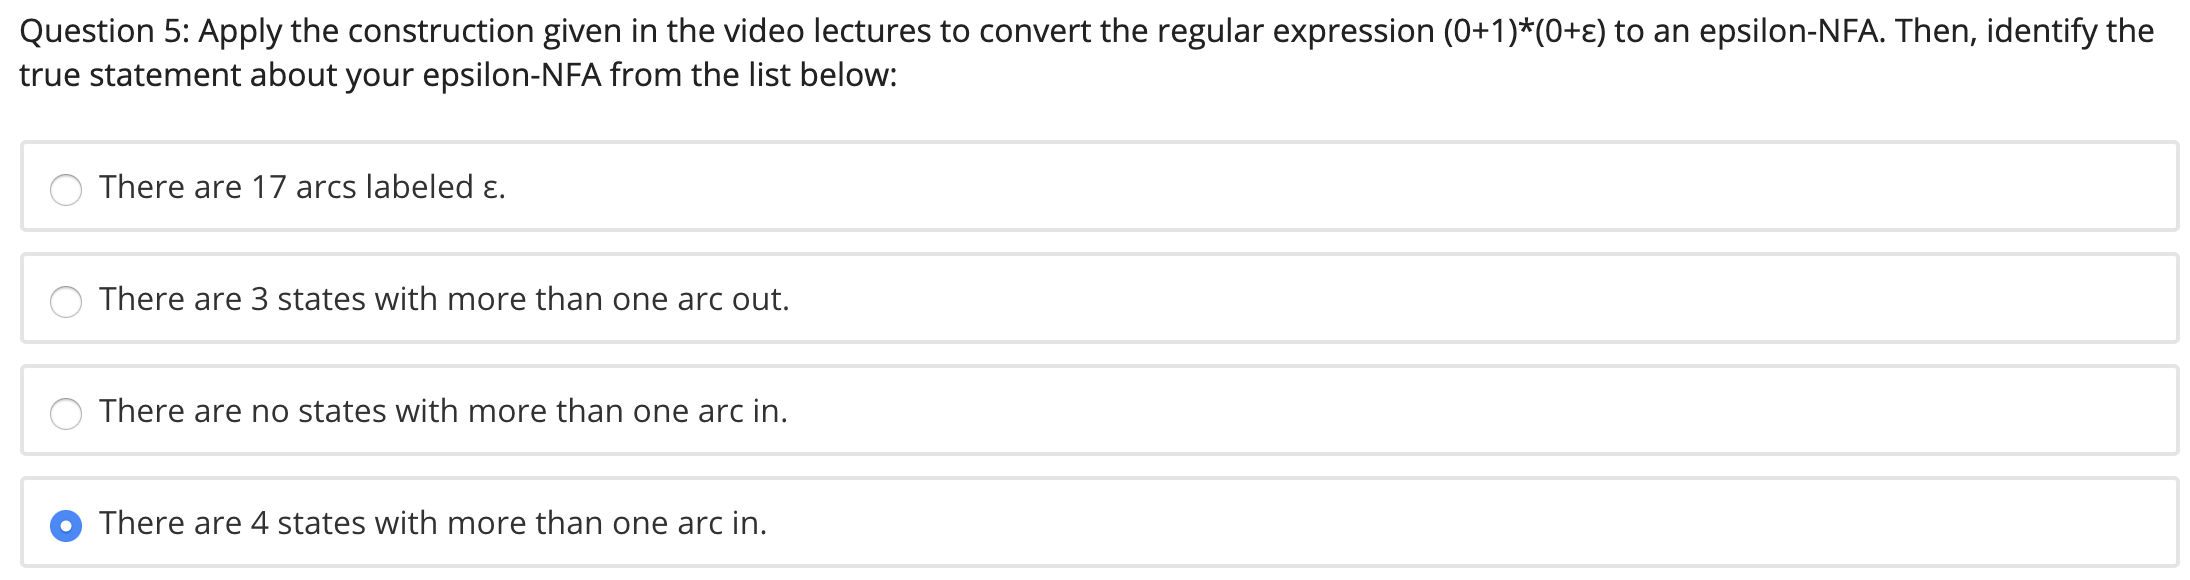 Question 5: Apply the construction given in the video lectures to convert the regular expression (0+1)*(0+ε) to an epsilon-NFA. Then, identify the
true statement about your epsilon-NFA from the list below:
There are 17 arcs labeled ε.
There are 3 states with more than one arc out.
There are no states with more than one arc in.
There are 4 states with more than one arc in.